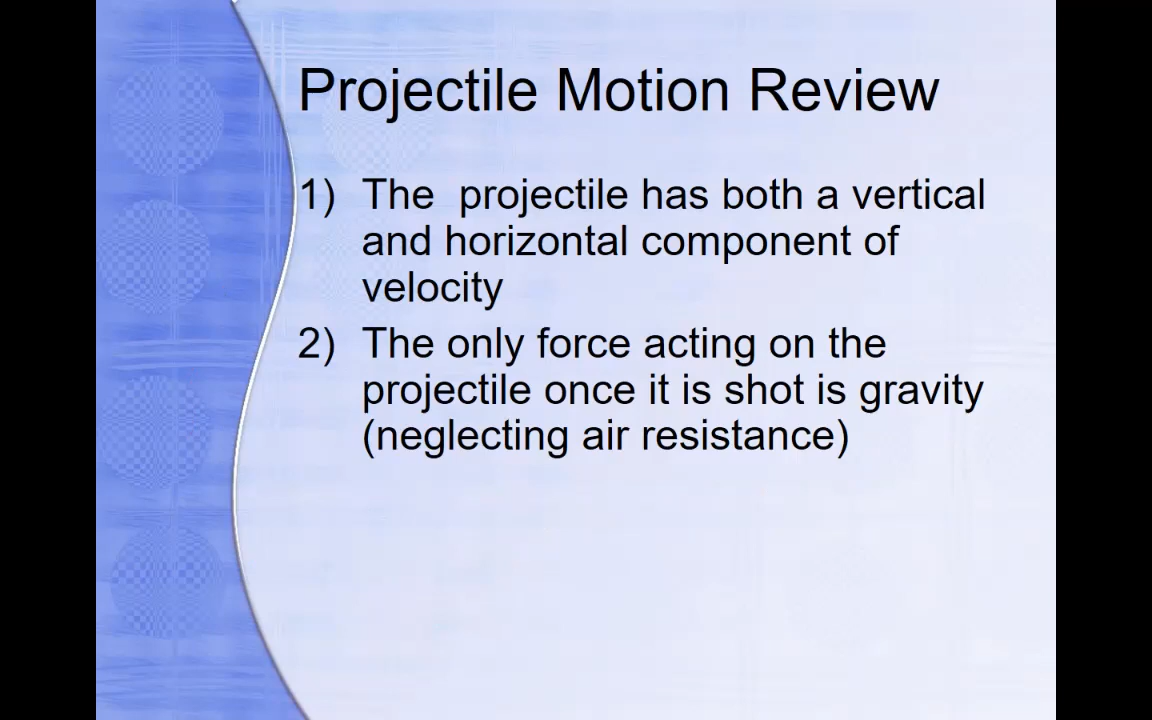 Projectile Motion Review
1) The  projectile has both a vertical
and horizontal component of
velocity
2) The only force acting on the
projectile once it is shot is gravity
(neglecting air resistance)